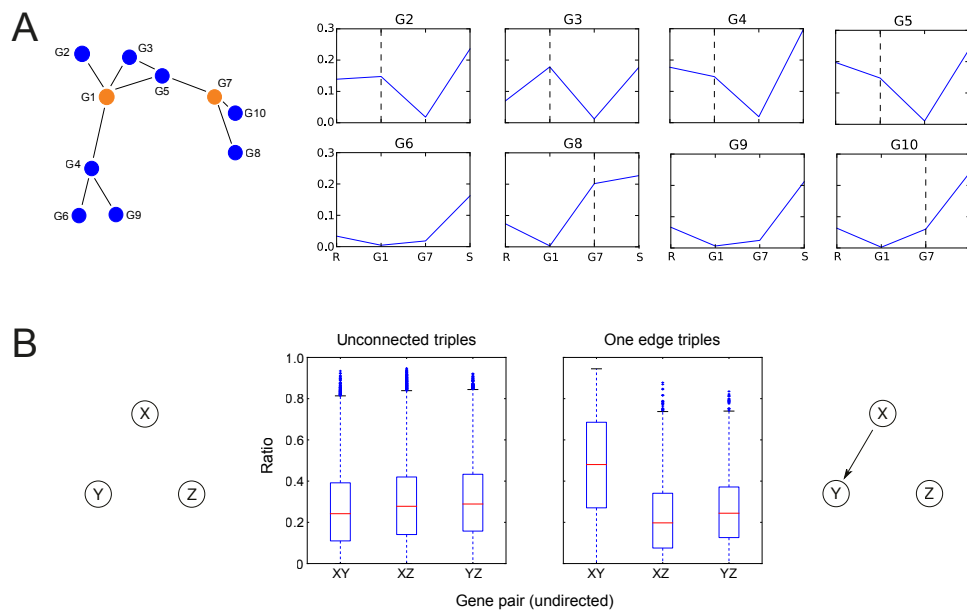 A
G2
G3
G1
G5
G7
G10
G8
G4
G6
G9
G2
G3
G4
G5
0.3
0.2
0.1
0.0
G6
G8
G9
G10
0.3
0.2
0.1
0.0
R G1 G7 S
R G1 G7 S
R G1 G7 S
R G1 G7 S
B
Unconnected triples
One edge triples
X
Y
Z
Ratio
1.0
0.8
0.6
0.4
0.2
0
XY XZ YZ
XY XZ YZ
Gene pair (undirected)
X
Y
Z